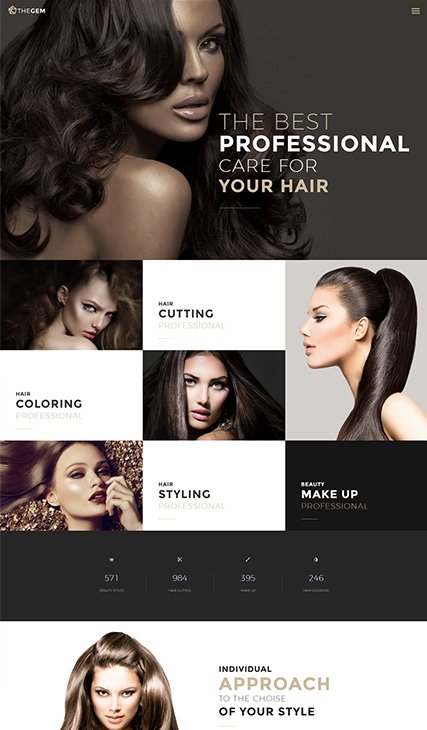 THEGEM
THE BEST
PROFESSIONAL
CARE FOR
YOUR HAIR
HAIR
CUTTING
PROFESSIONAL
HAIR
COLORING
PROFESSIONAL
HAIR
STYLING
PROFESSIONAL
BEAUTY
MAKE UP
PROFESSIONAL
571
984
395
246
BEAUTY STYLES
HAIR CUTTING
MAKE UP
HAIR COLORING
INDIVIDUAL
APPROACH
TO THE CHOISE
OF YOUR STYLE